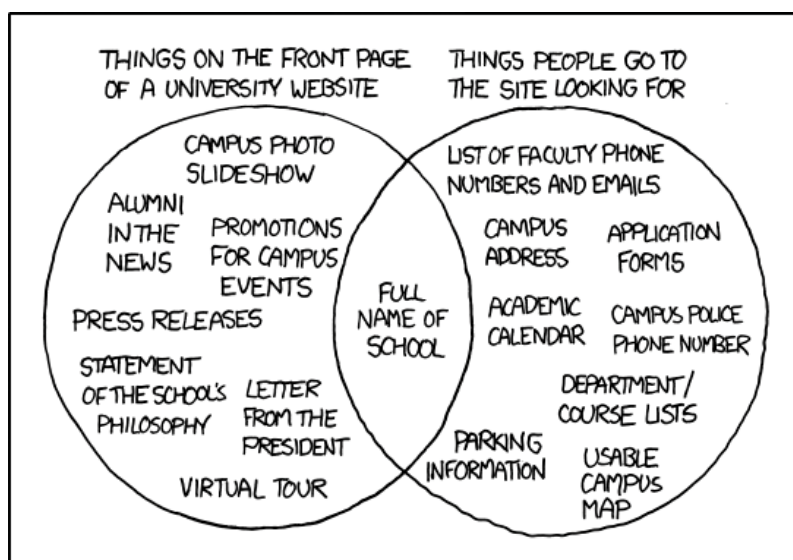 THINGS ON THE FRONT PAGE
OF A UNIVERSITY WEBSITE
THINGS PEOPLE GO TO
THE SITE LOOKING FOR
CAMPUS PHOTO
SLIDESHOW
ALUMNI
IN THE
NEWS
PROMOTIONS
FOR CAMPUS
EVENTS
PRESS RELEASES
STATEMENT
OF THE SCHOOL'S
PHILOSOPHY
LETTER
FROM THE
PRESIDENT
VIRTUAL TOUR
FULL
NAME OF
SCHOOL
LIST OF FACULTY PHONE
NUMBERS AND EMAILS
CAMPUS
ADDRESS
APPLICATION
FORMS
ACADEMIC
CALENDAR
CAMPUS POLICE
PHONE NUMBER
DEPARTMENT/
COURSE LISTS
PARKING
INFORMATION
USABLE
CAMPUS
MAP